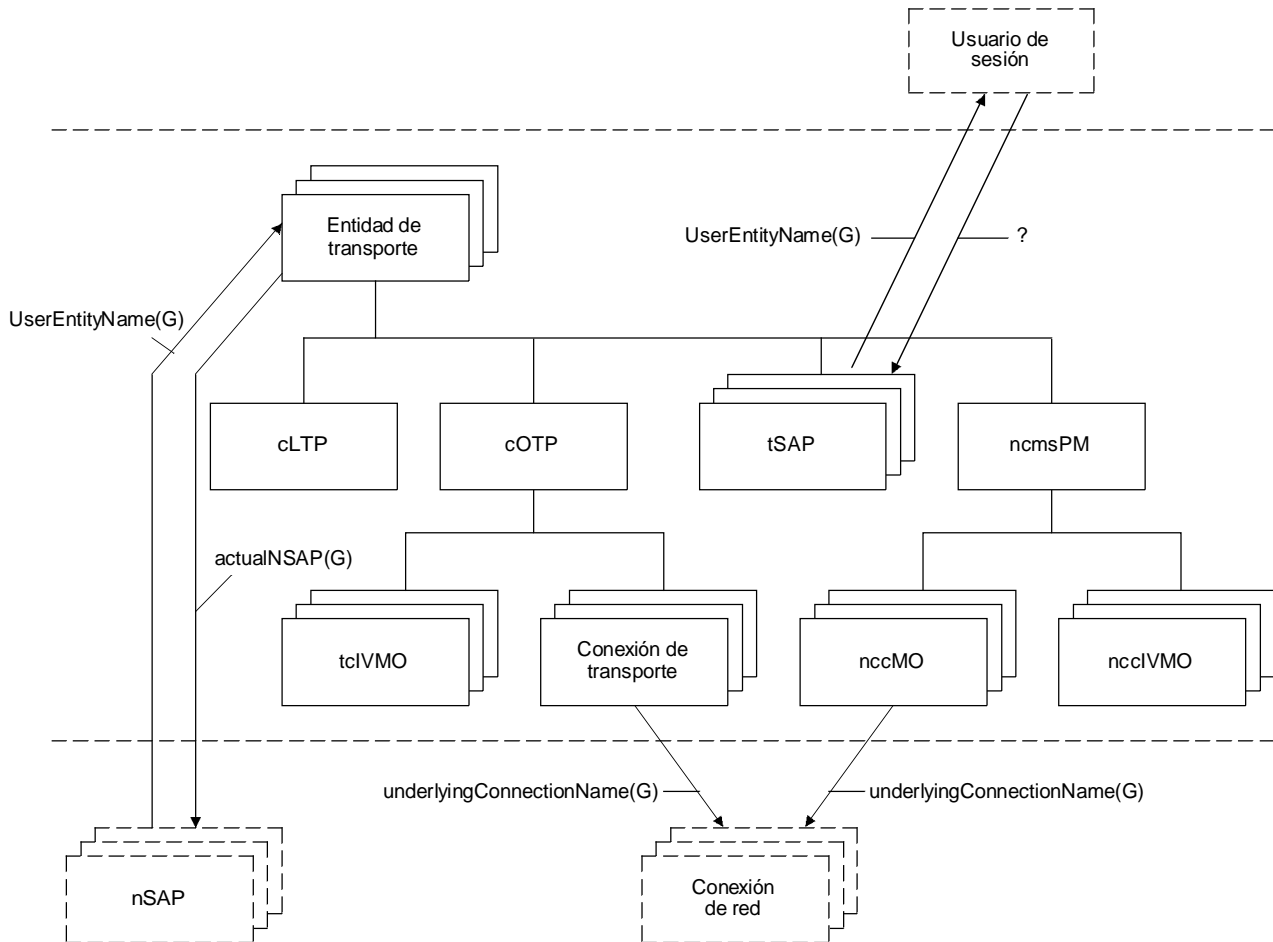 Usuario de
sesión
Entidad de
transporte
UserEntityName(G)
?
UserEntityName(G)
cLTP
cOTP
tSAP
ncmsPM
actualNSAP(G)
tcIVMO
Conexión de
transporte
nccMO
nccIVMO
underlyingConnectionName(G)
underlyingConnectionName(G)
nSAP
Conexión
de red